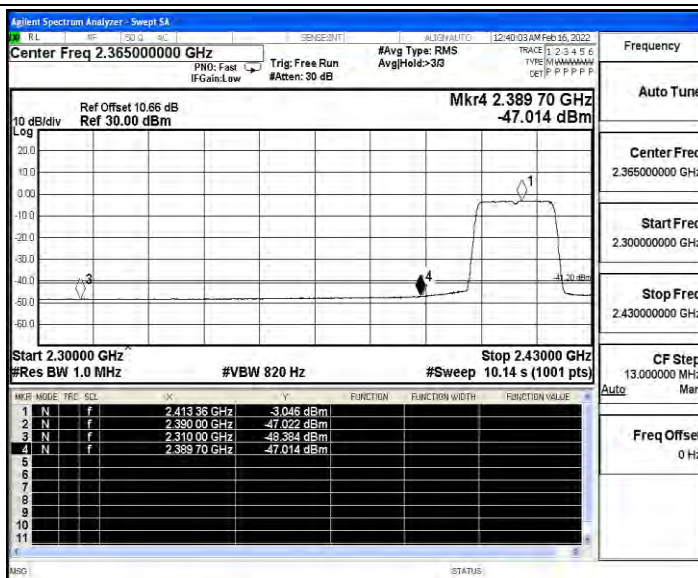 Agilent Spectrum Analyzer - Swept SA
RL RF 50 Ω AC SENSE:INT ALIGN AUTO 12:40:03 AM Feb 16, 2022
Center Freq 2.365000000 GHz
PNO: Fast
IFGain:Low
Trig: Free Run
#Atten: 30 dB
#Avg Type: RMS
Avg|Hold:>3/3
TRACE 1 2 3 4 5 6
TYPE M WWWWW
DET P P P P P P
Ref Offset 10.66 dB
10 dB/div Ref 30.00 dBm
Log
Mkr4 2.389 70 GHz
-47.014 dBm
20.0
10.0
0.00
-10.0
-20.0
-30.0
-40.0
-50.0
-60.0
1
3
4
-41.20 dBm
Start 2.30000 GHz Stop 2.43000 GHz
#Res BW 1.0 MHz #VBW 820 Hz #Sweep 10.14 s (1001 pts)
MKR MODE TRC SCL X Y FUNCTION FUNCTION WIDTH FUNCTION VALUE
1 N f 2.413 36 GHz -3.046 dBm
2 N f 2.390 00 GHz -47.022 dBm
3 N f 2.310 00 GHz -48.384 dBm
4 N f 2.389 70 GHz -47.014 dBm
5
6
7
8
9
10
11
MSG STATUS
Frequency
Auto Tune
Center Freq
2.365000000 GHz
Start Freq
2.300000000 GHz
Stop Freq
2.430000000 GHz
CF Step
13.000000 MHz
Auto Man
Freq Offset
0 Hz